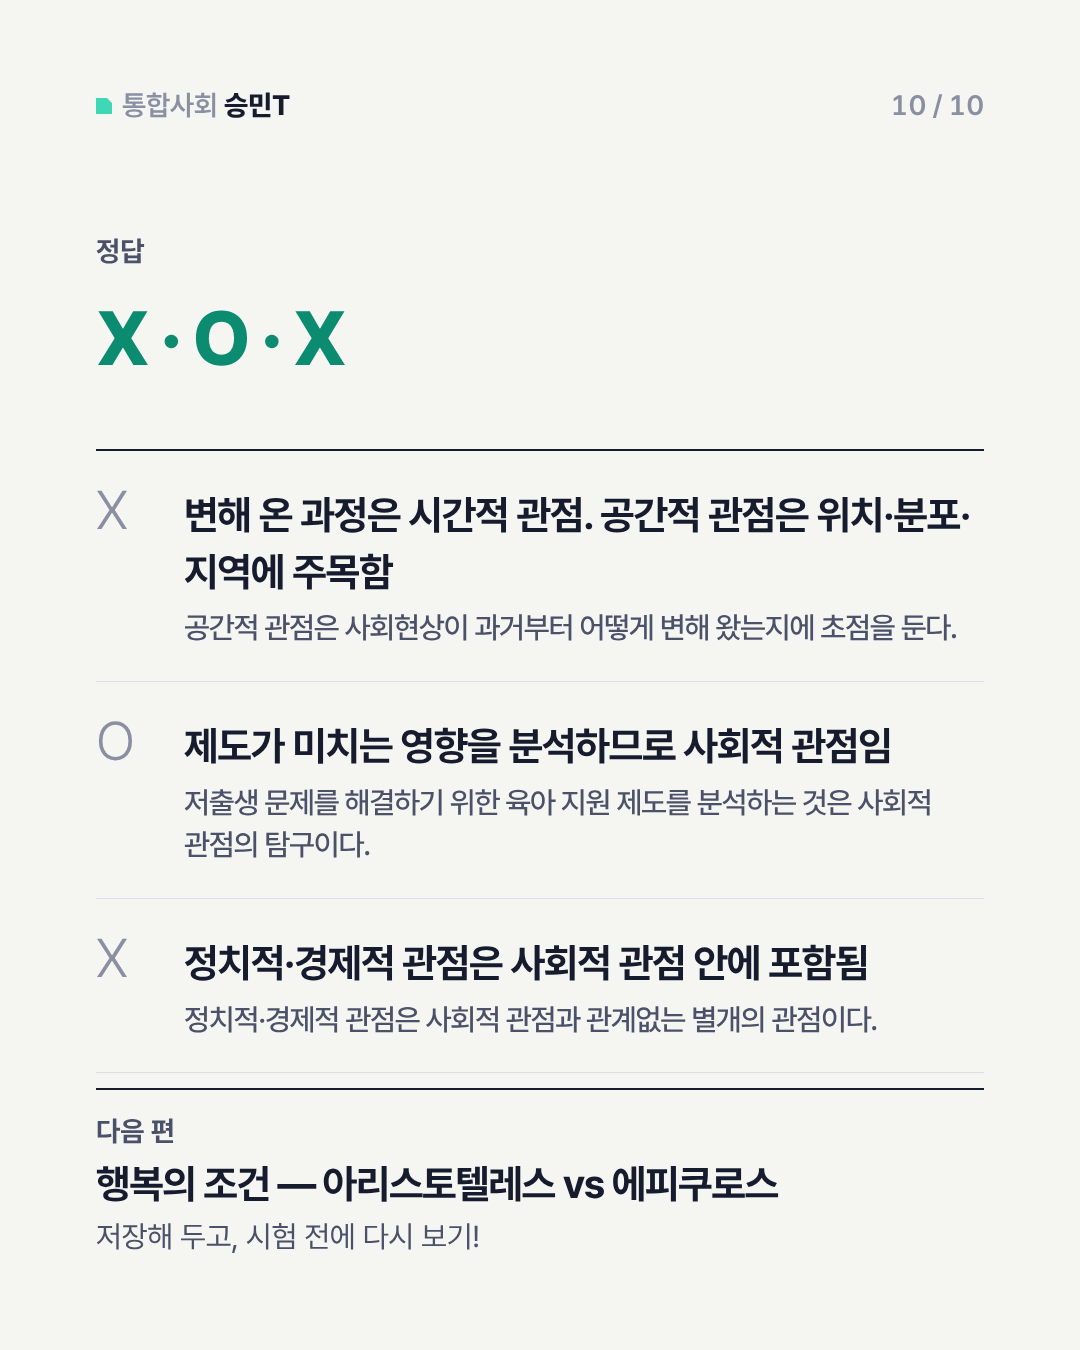 통합사회 승민T
10 / 10
정답
X · O · X
X
변해 온 과정은 시간적 관점. 공간적 관점은 위치·분포·
지역에 주목함
공간적 관점은 사회현상이 과거부터 어떻게 변해 왔는지에 초점을 둔다.
O
제도가 미치는 영향을 분석하므로 사회적 관점임
저출생 문제를 해결하기 위한 육아 지원 제도를 분석하는 것은 사회적
관점의 탐구이다.
X
정치적·경제적 관점은 사회적 관점 안에 포함됨
정치적·경제적 관점은 사회적 관점과 관계없는 별개의 관점이다.
다음 편
행복의 조건 — 아리스토텔레스 vs 에피쿠로스
저장해 두고, 시험 전에 다시 보기!